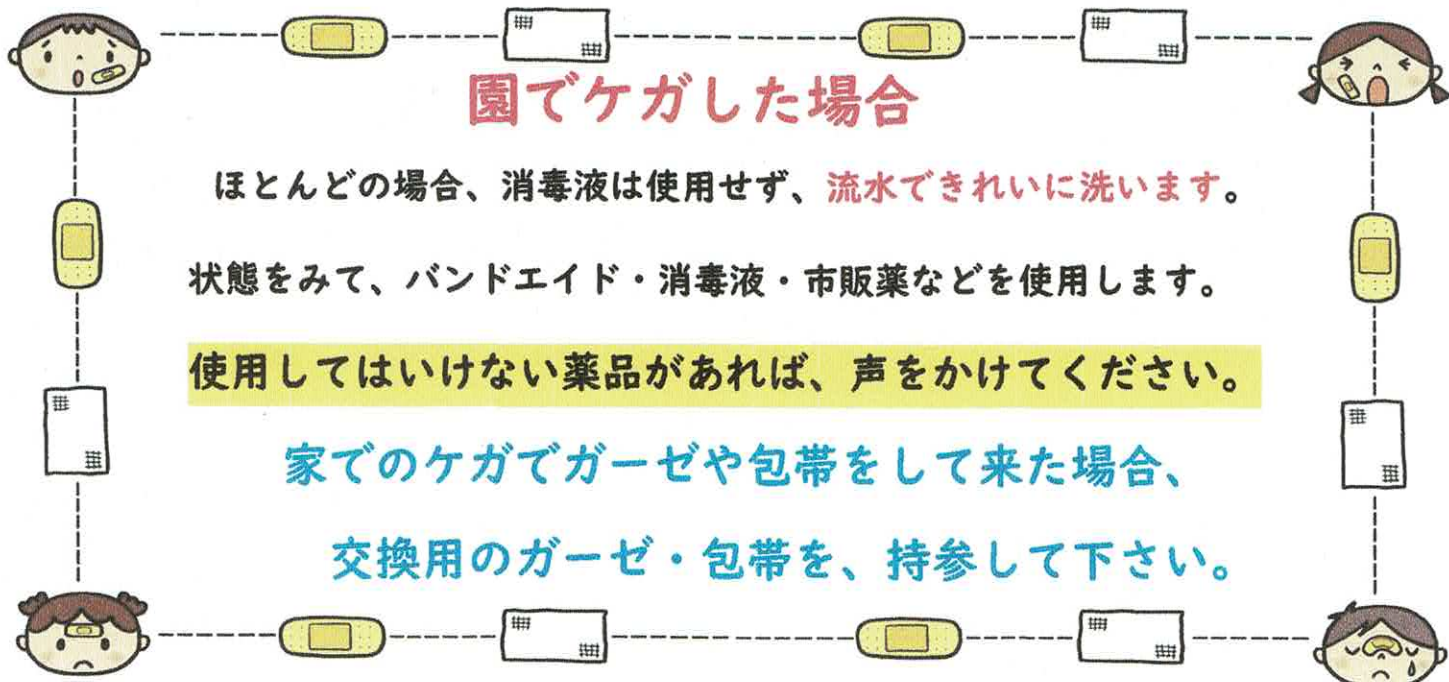 園でケガした場合
ほとんどの場合、消毒液は使用せず、流水できれいに洗います。
状態をみて、バンドエイド・消毒液・市販薬などを使用します。
使用してはいけない薬品があれば、声をかけてください。
家でのケガでガーゼや包帯をして来た場合、
交換用のガーゼ・包帯を、持参して下さい。